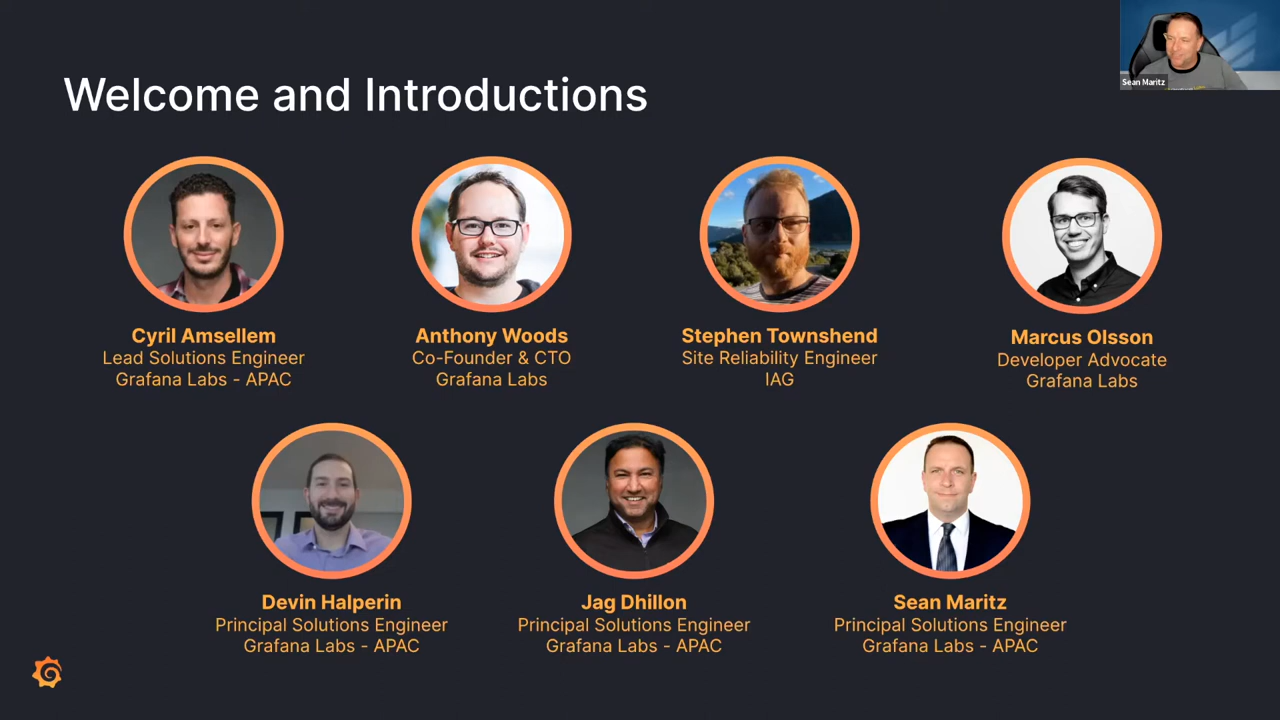 Sean Maritz
Welcome and Introductions
Cyril Amsellem
Lead Solutions Engineer
Grafana Labs - APAC
Anthony Woods
Co-Founder & CTO
Grafana Labs
Stephen Townshend
Site Reliability Engineer
IAG
Marcus Olsson
Developer Advocate
Grafana Labs
Devin Halperin
Principal Solutions Engineer
Grafana Labs - APAC
Jag Dhillon
Principal Solutions Engineer
Grafana Labs - APAC
Sean Maritz
Principal Solutions Engineer
Grafana Labs - APAC